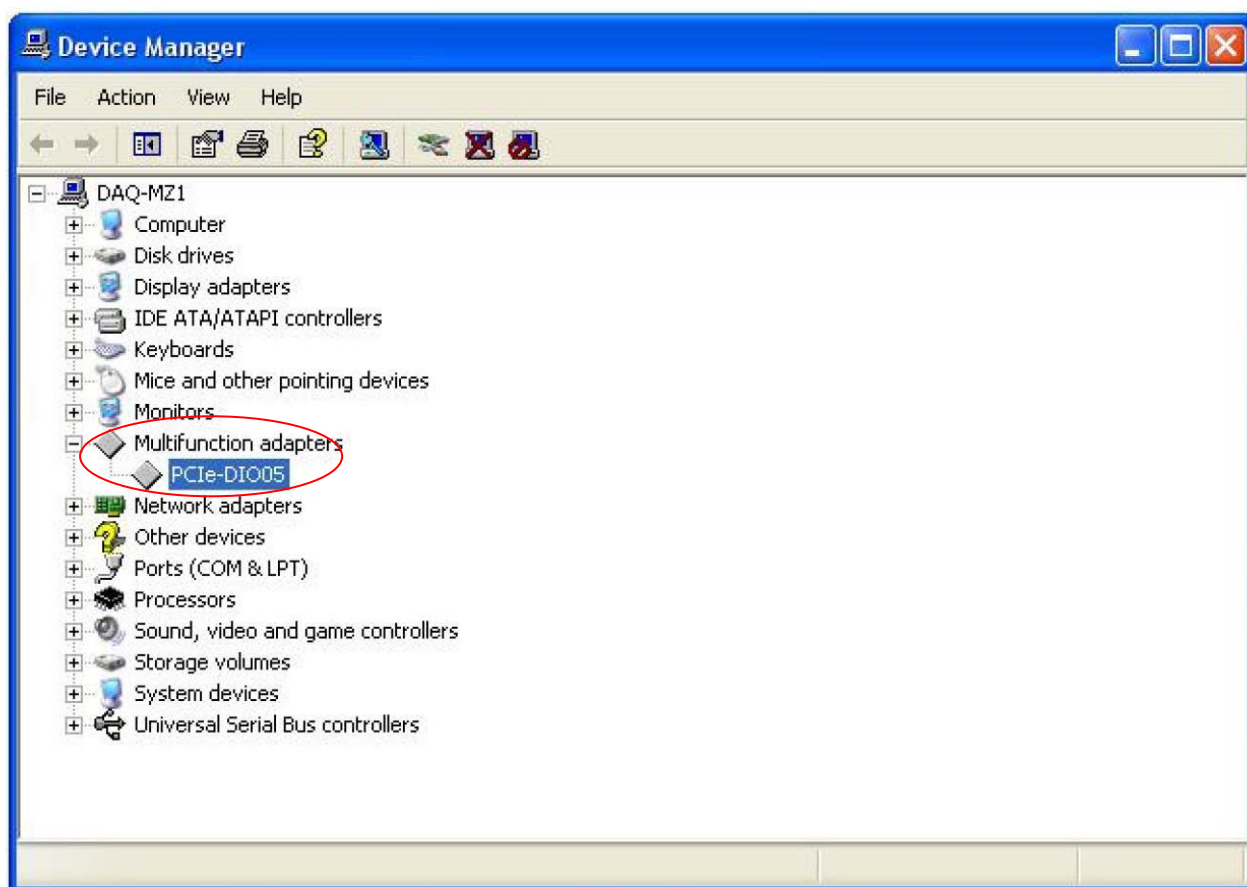 Device Manager
File Action View Help
DAQ-MZ1
Computer
Disk drives
Display adapters
IDE ATA/ATAPI controllers
Keyboards
Mice and other pointing devices
Monitors
Multifunction adapters
PCIe-DIO05
Network adapters
Other devices
Ports (COM & LPT)
Processors
Sound, video and game controllers
Storage volumes
System devices
Universal Serial Bus controllers